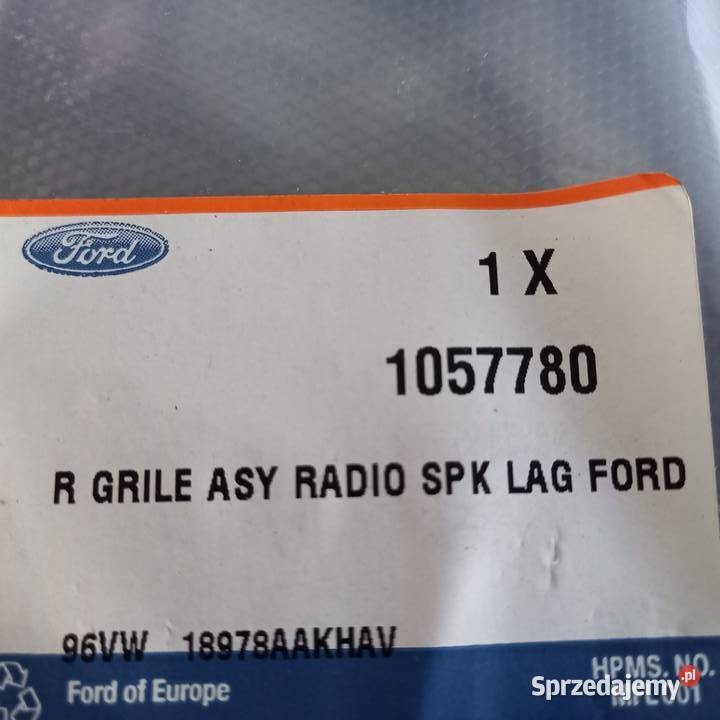 Ford
1 X
1057780
R GRILE ASY RADIO SPK LAG FORD
96VW 18978AAKHAV
Ford of Europe
HPMS. NO.
Sprzedajemy.pl